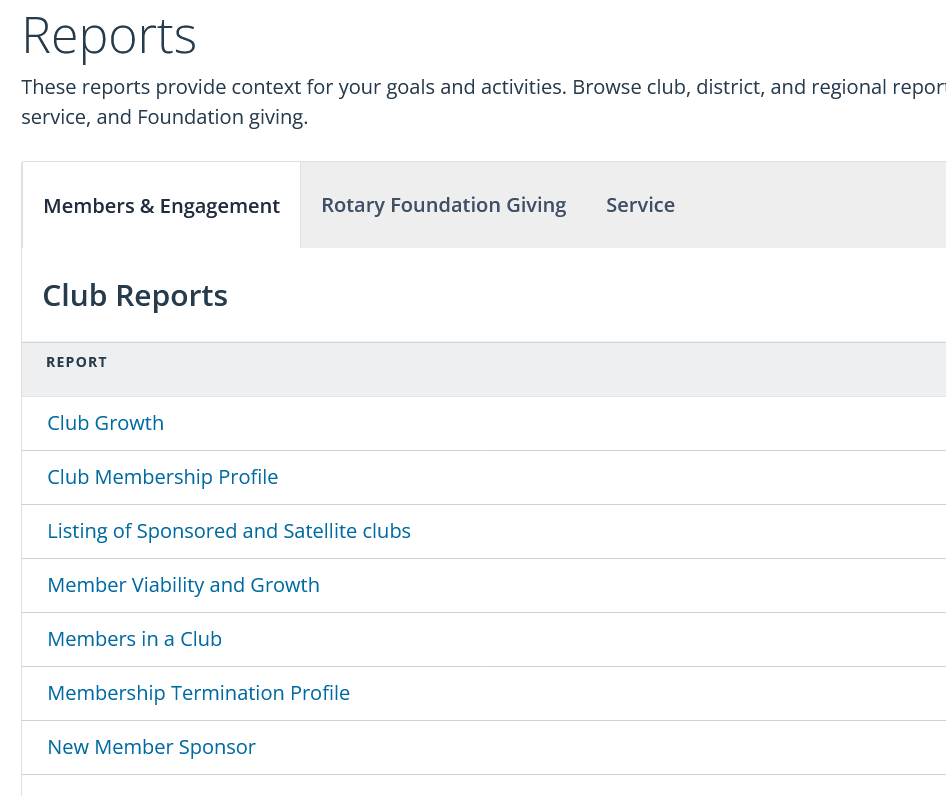 Reports
These reports provide context for your goals and activities. Browse club, district, and regional
service, and Foundation giving.
Members & Engagement
Rotary Foundation Giving
Service
Club Reports
REPORT
Club Growth
Club Membership Profile
Listing of Sponsored and Satellite clubs
Member Viability and Growth
Members in a Club
Membership Termination Profile
New Member Sponsor